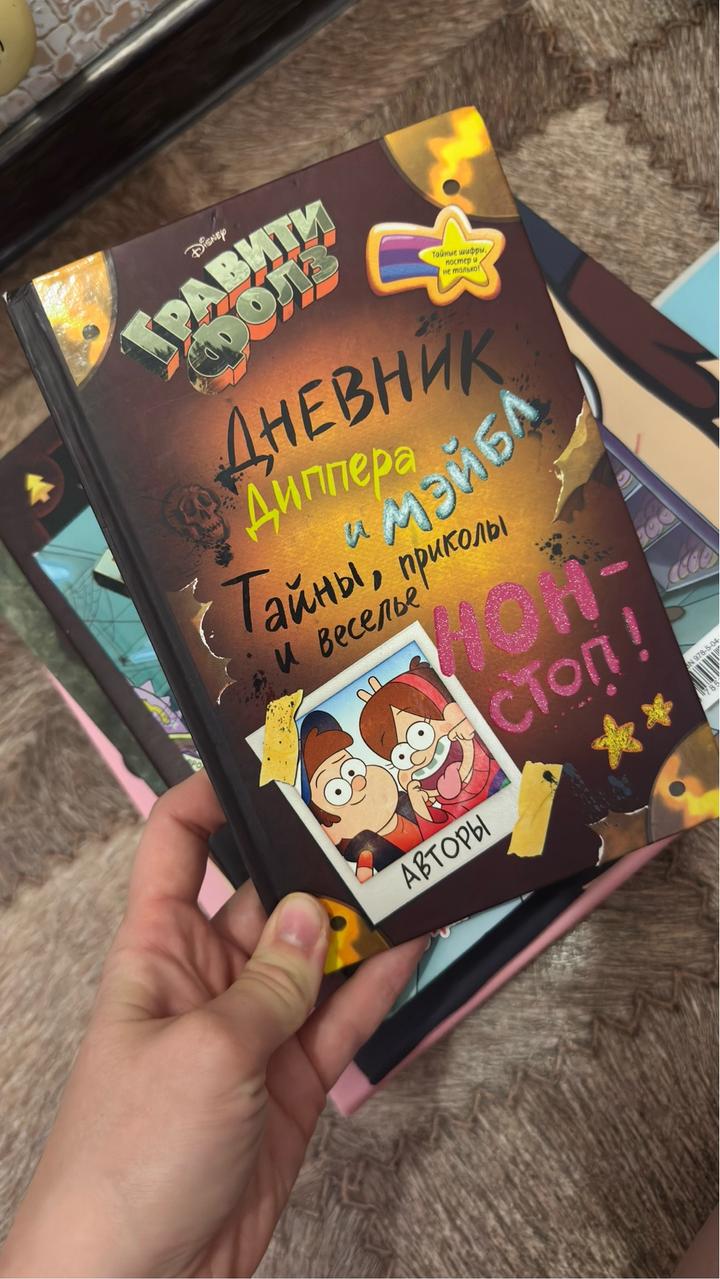 Disney
ГРАВИТИ
ФОЛЗ
Тайные шифры,
постер и
не только!
ДНЕВНИК
Диппера
и МЭЙБЛ
Тайны, приколы
и веселье
НОН-
СТОП!
АВТОРЫ